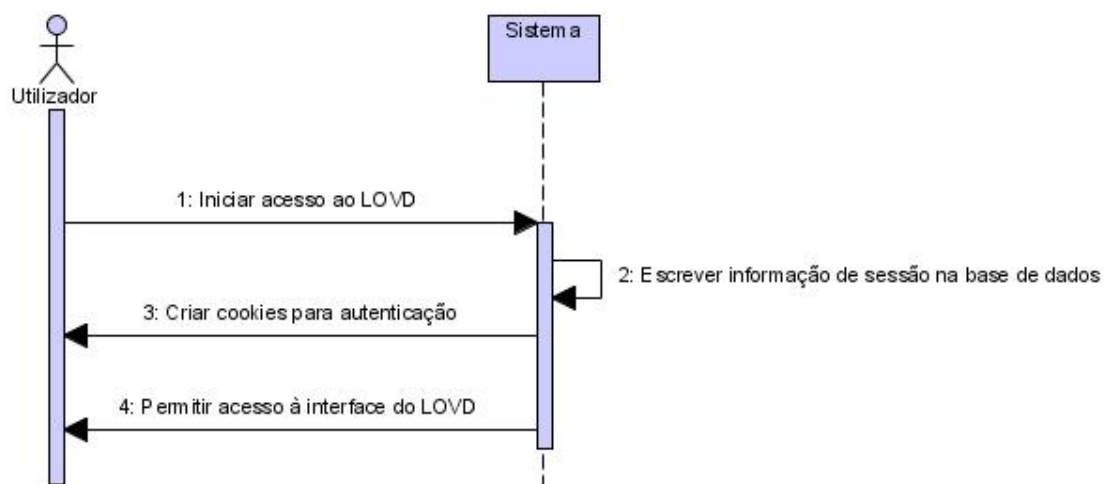 Sistema
Utilizador
1: Iniciar acesso ao LOVD
2: Escrever informação de sessão na base de dados
3: Criar cookies para autenticação
4: Permitir acesso à interface do LOVD